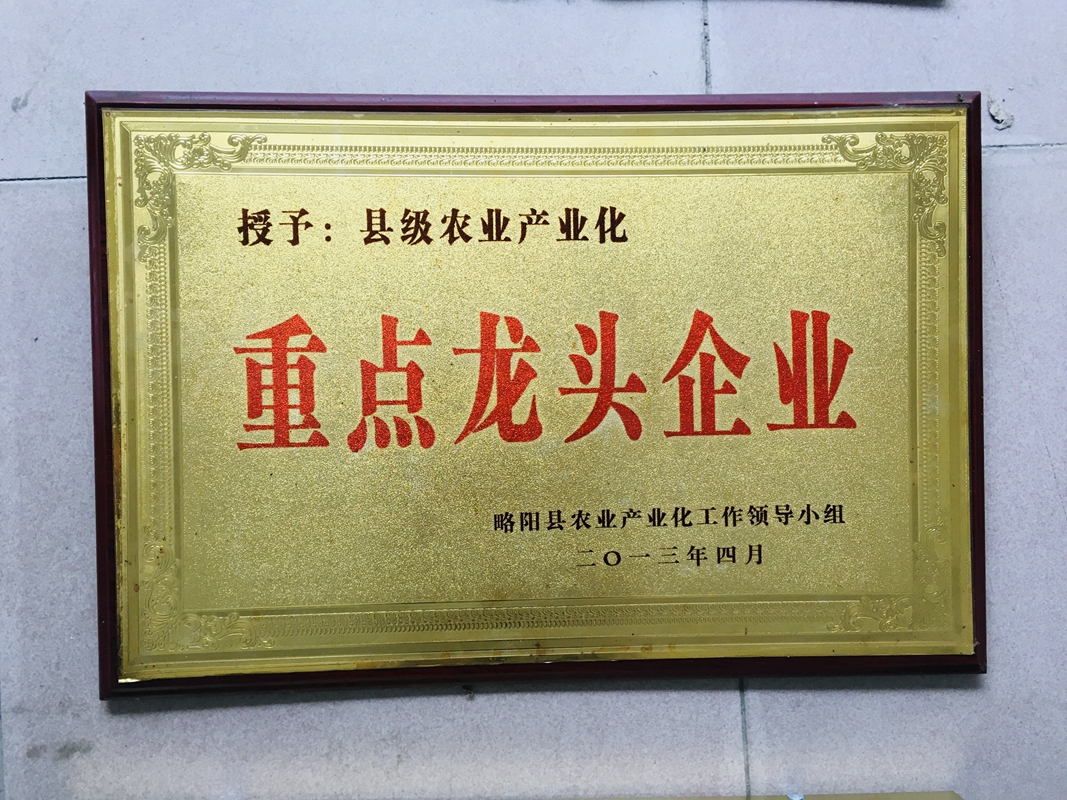 授予：县级农业产业化
重点龙头企业
略阳县农业产业化工作领导小组
二〇一三年四月